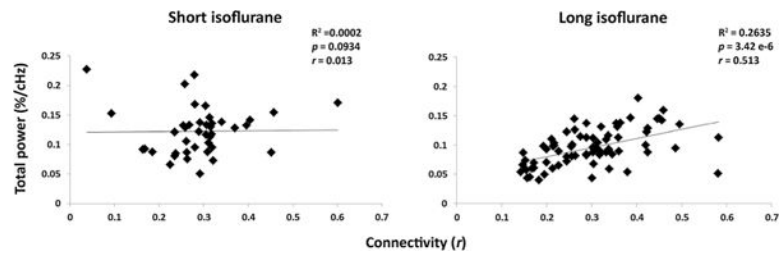 Short isoflurane
R² =0.0002
p = 0.0934
r = 0.013
Total power (%/cHz)
0.25
0.2
0.15
0.1
0.05
0
0 0.1 0.2 0.3 0.4 0.5 0.6 0.7
Long isoflurane
R² = 0.2635
p = 3.42 e-6
r = 0.513
0.25
0.2
0.15
0.1
0.05
0
0 0.1 0.2 0.3 0.4 0.5 0.6 0.7
Connectivity (r)